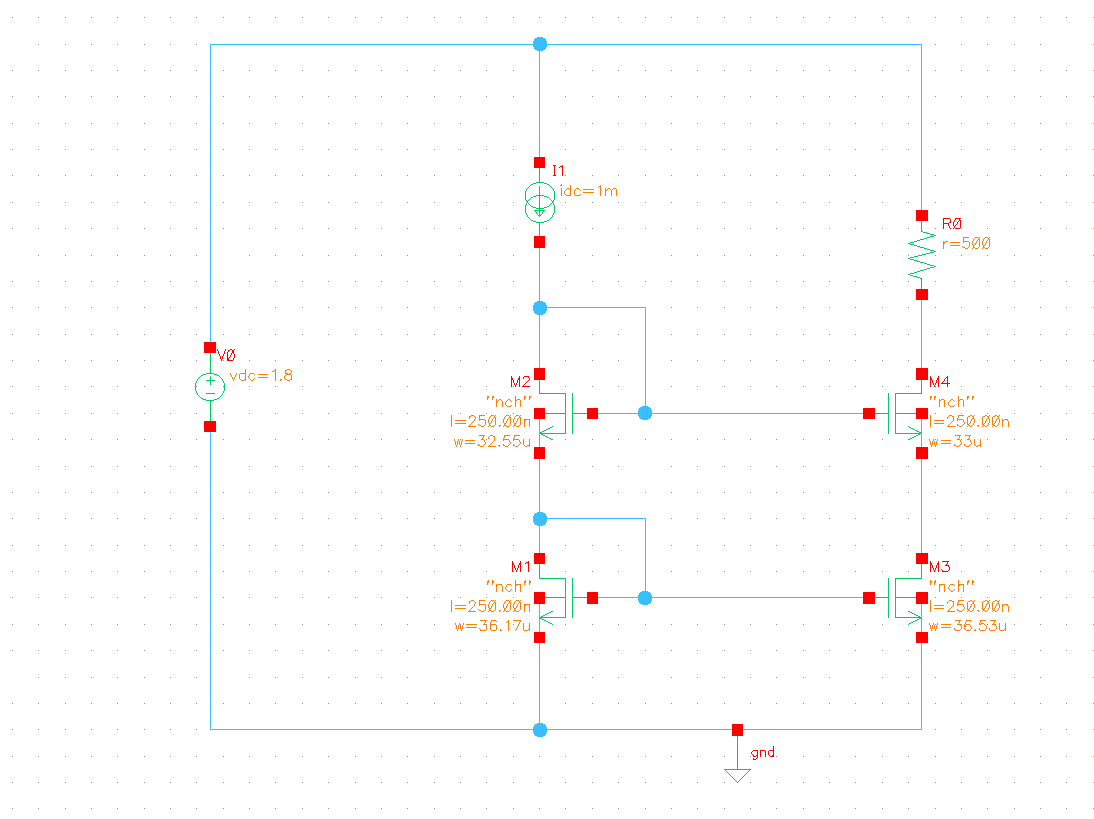 I1
idc=1m
R0
r=500
V0
vdc=1.8
+
−
M2
"nch"
l=250.00n
w=32.55u
M4
"nch"
l=250.00n
w=33u
M1
"nch"
l=250.00n
w=36.17u
M3
"nch"
l=250.00n
w=36.53u
gnd